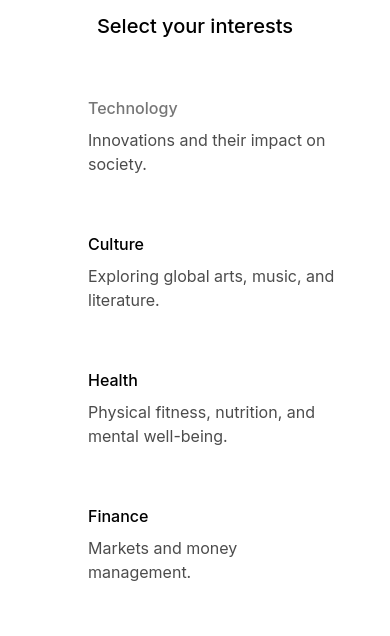 Select your interests
Technology
Innovations and their impact on
society.
Culture
Exploring global arts, music, and
literature.
Health
Physical fitness, nutrition, and
mental well-being.
Finance
Markets and money
management.